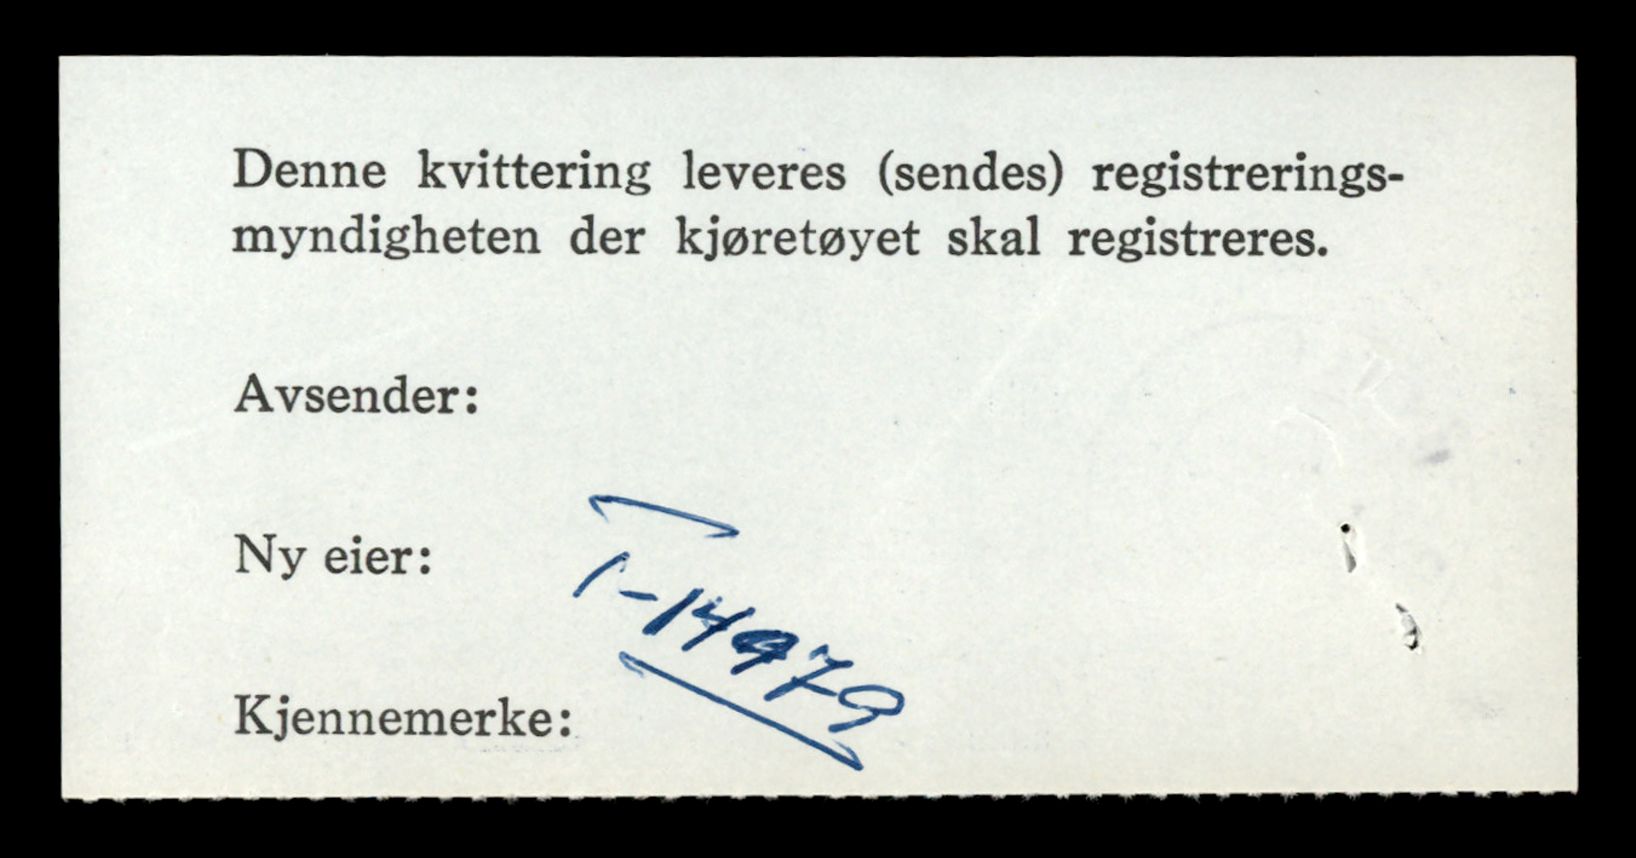 Denne kvittering leveres (sendes) registrerings-
myndigheten der kjøretøyet skal registreres.
Avsender:
Ny eier:
T-14979
Kjennemerke: